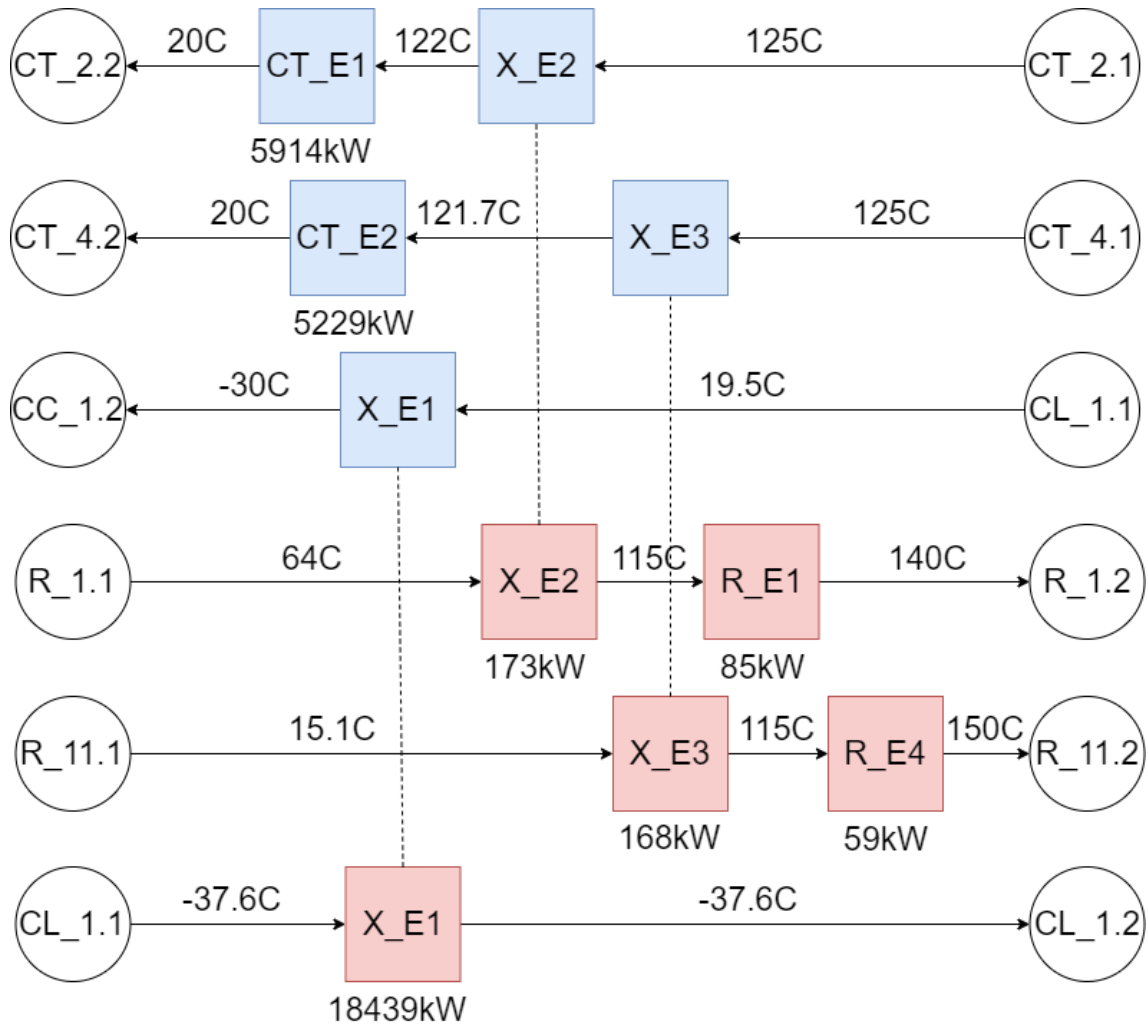 20C 122C 125C
CT_2.2 CT_E1 X_E2 CT_2.1
5914kW
20C 121.7C 125C
CT_4.2 CT_E2 X_E3 CT_4.1
5229kW
-30C 19.5C
CC_1.2 X_E1 CL_1.1
64C 115C 140C
R_1.1 X_E2 R_E1 R_1.2
173kW 85kW
15.1C 115C 150C
R_11.1 X_E3 R_E4 R_11.2
168kW 59kW
-37.6C -37.6C
CL_1.1 X_E1 CL_1.2
18439kW